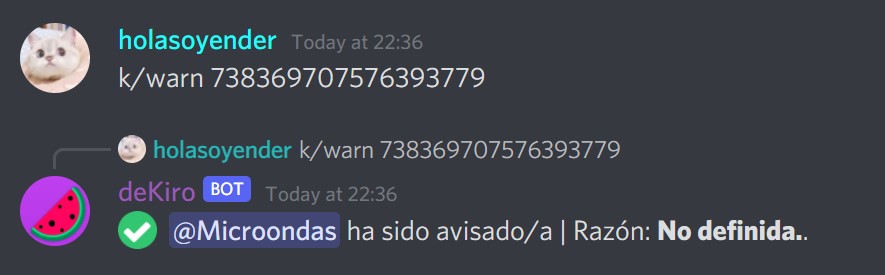 holasoyender Today at 22:36
k/warn 738369707576393779
holasoyender k/warn 738369707576393779
deKiro BOT Today at 22:36
@Microondas ha sido avisado/a | Razón: No definida..